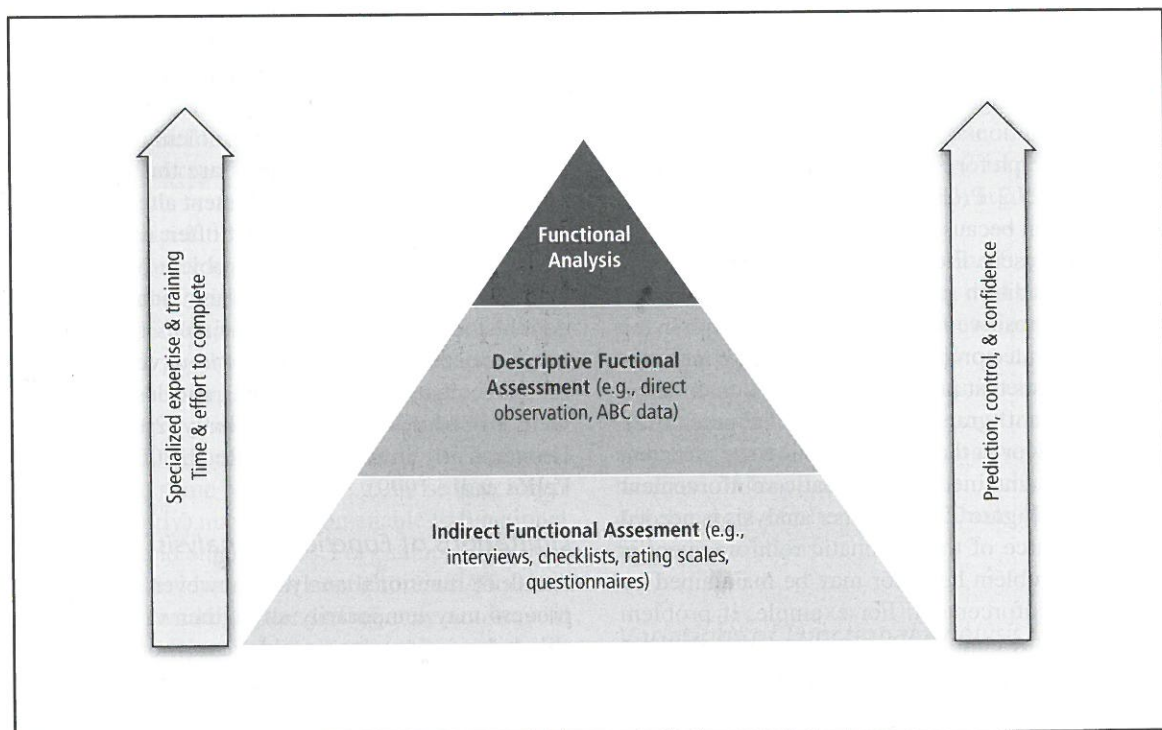 Specialized expertise & training
Time & effort to complete
Functional
Analysis
Descriptive Fuctional
Assessment (e.g., direct
observation, ABC data)
Indirect Functional Assesment (e.g.,
interviews, checklists, rating scales,
questionnaires)
Prediction, control, & confidence